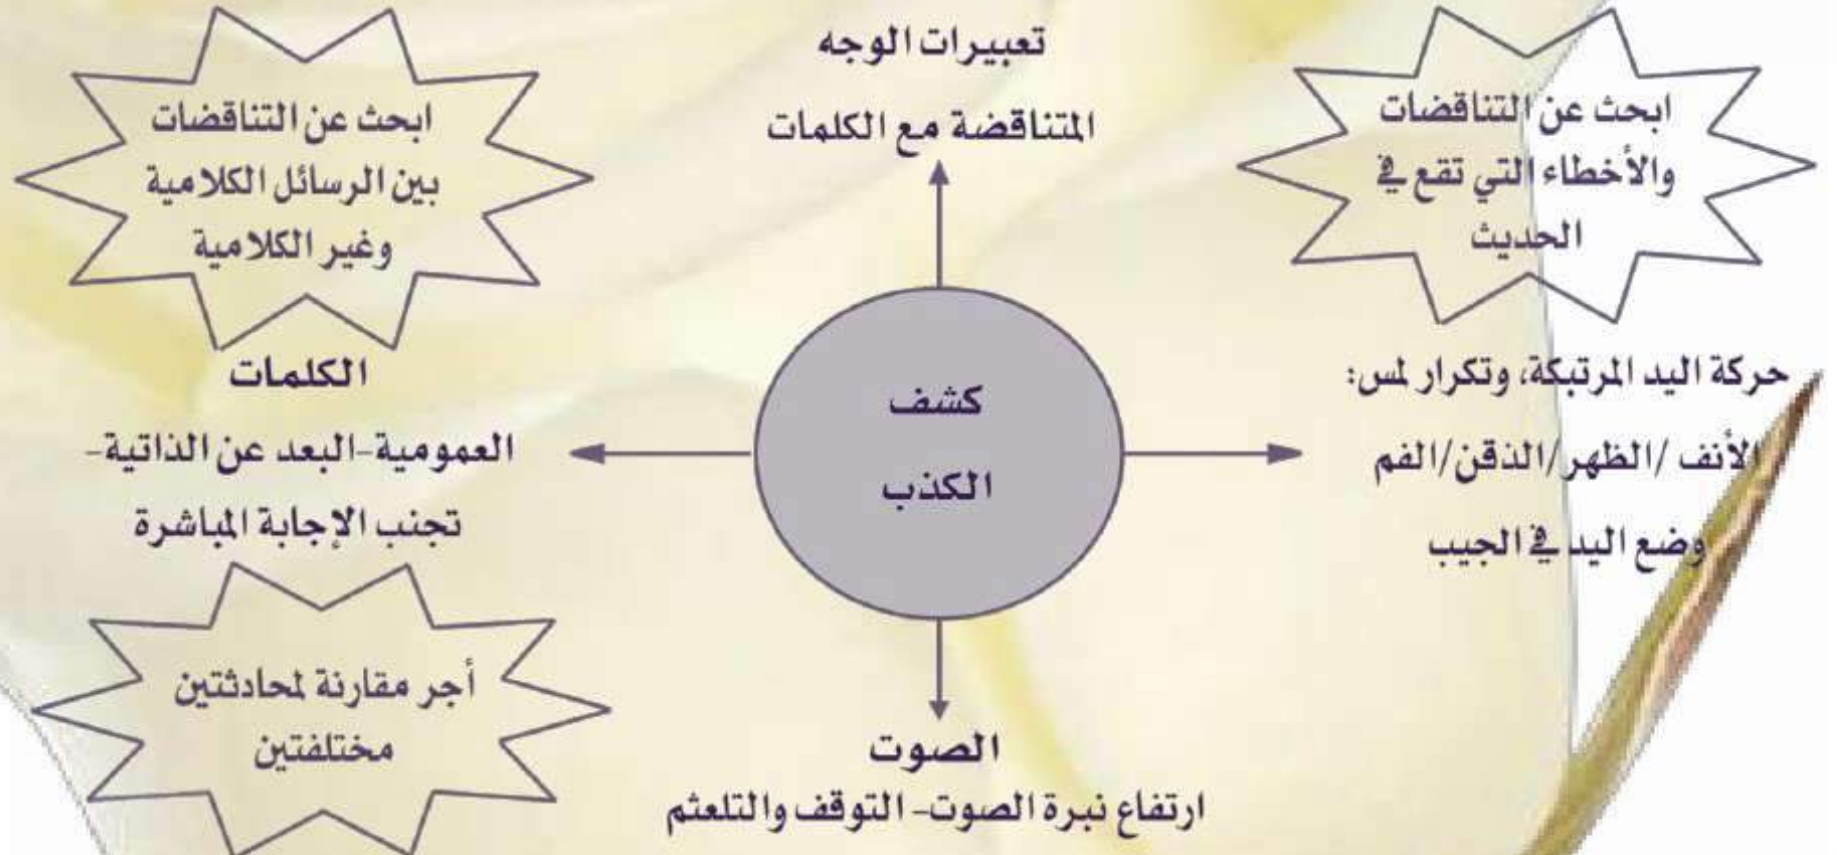 تعبيرات الوجه
المتناقضة مع الكلمات
ابحث عن التناقضات
والأخطاء التي تقع في
الحديث
ابحث عن التناقضات
بين الرسائل الكلامية
وغير الكلامية
حركة اليد المرتبكة، وتكرار لمس:
الأنف /الظهر/الذقن/الفم
وضع اليد في الجيب
كشف
الكذب
الكلمات
العمومية-البعد عن الذاتية-
تجنب الإجابة المباشرة
أجر مقارنة لمحادثتين
مختلفتين
الصوت
ارتفاع نبرة الصوت- التوقف والتلعثم